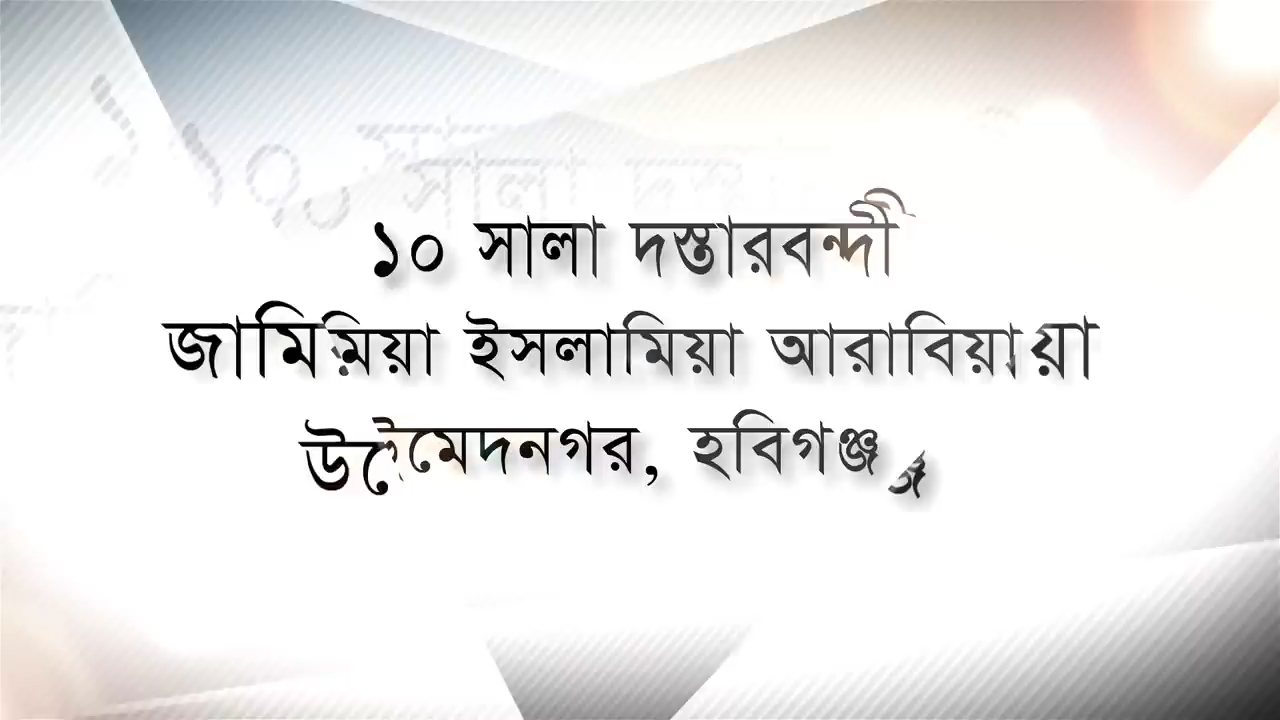 ১০ সালা দস্তারবন্দী
জামিয়া ইসলামিয়া আরাবিয়া
উমেদনগর, হবিগঞ্জ